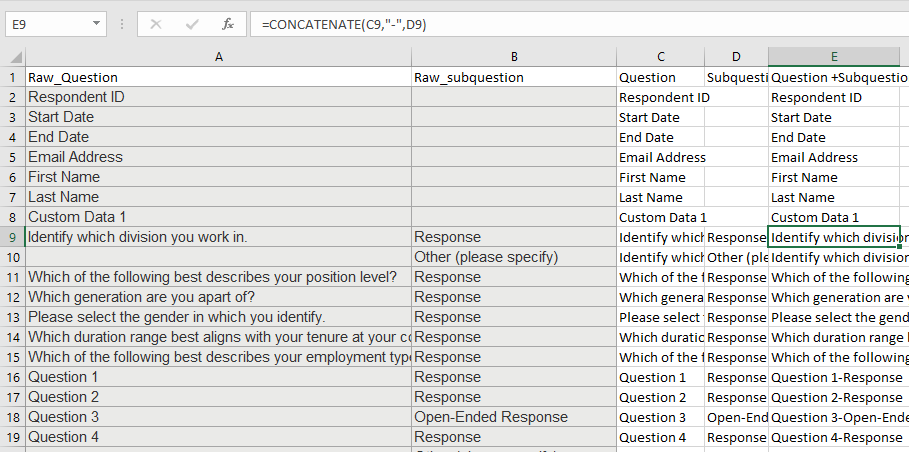 E9 fx =CONCATENATE(C9,"-",D9)
A B C D E
1 Raw_Question Raw_subquestion Question Subquesti Question +Subquestio
2 Respondent ID Respondent ID Respondent ID
3 Start Date Start Date Start Date
4 End Date End Date End Date
5 Email Address Email Address Email Address
6 First Name First Name First Name
7 Last Name Last Name Last Name
8 Custom Data 1 Custom Data 1 Custom Data 1
9 Identify which division you work in. Response Identify which Response Identify which division
10 Other (please specify) Identify which Other (ple Identify which division
11 Which of the following best describes your position level? Response Which of the f Response Which of the following
12 Which generation are you apart of? Response Which genera Response Which generation are
13 Please select the gender in which you identify. Response Please select Response Please select the gend
14 Which duration range best aligns with your tenure at your co Response Which duratic Response Which duration range
15 Which of the following best describes your employment type Response Which of the f Response Which of the following
16 Question 1 Response Question 1 Response Question 1-Response
17 Question 2 Response Question 2 Response Question 2-Response
18 Question 3 Open-Ended Response Question 3 Open-End Question 3-Open-Ende
19 Question 4 Response Question 4 Response Question 4-Response